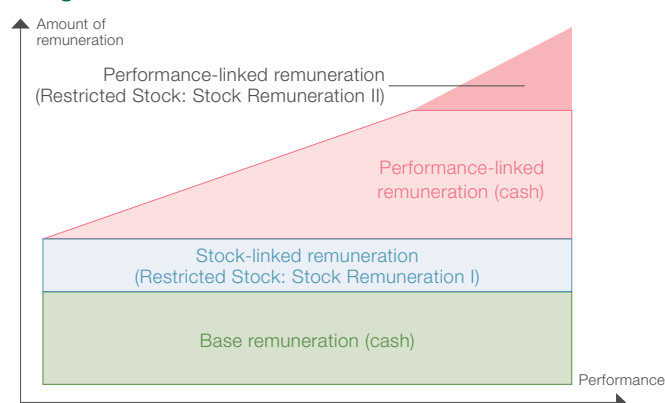 Amount of
remuneration
Performance-linked remuneration
(Restricted Stock: Stock Remuneration II)
Performance-linked
remuneration (cash)
Stock-linked remuneration
(Restricted Stock: Stock Remuneration I)
Base remuneration (cash)
Performance